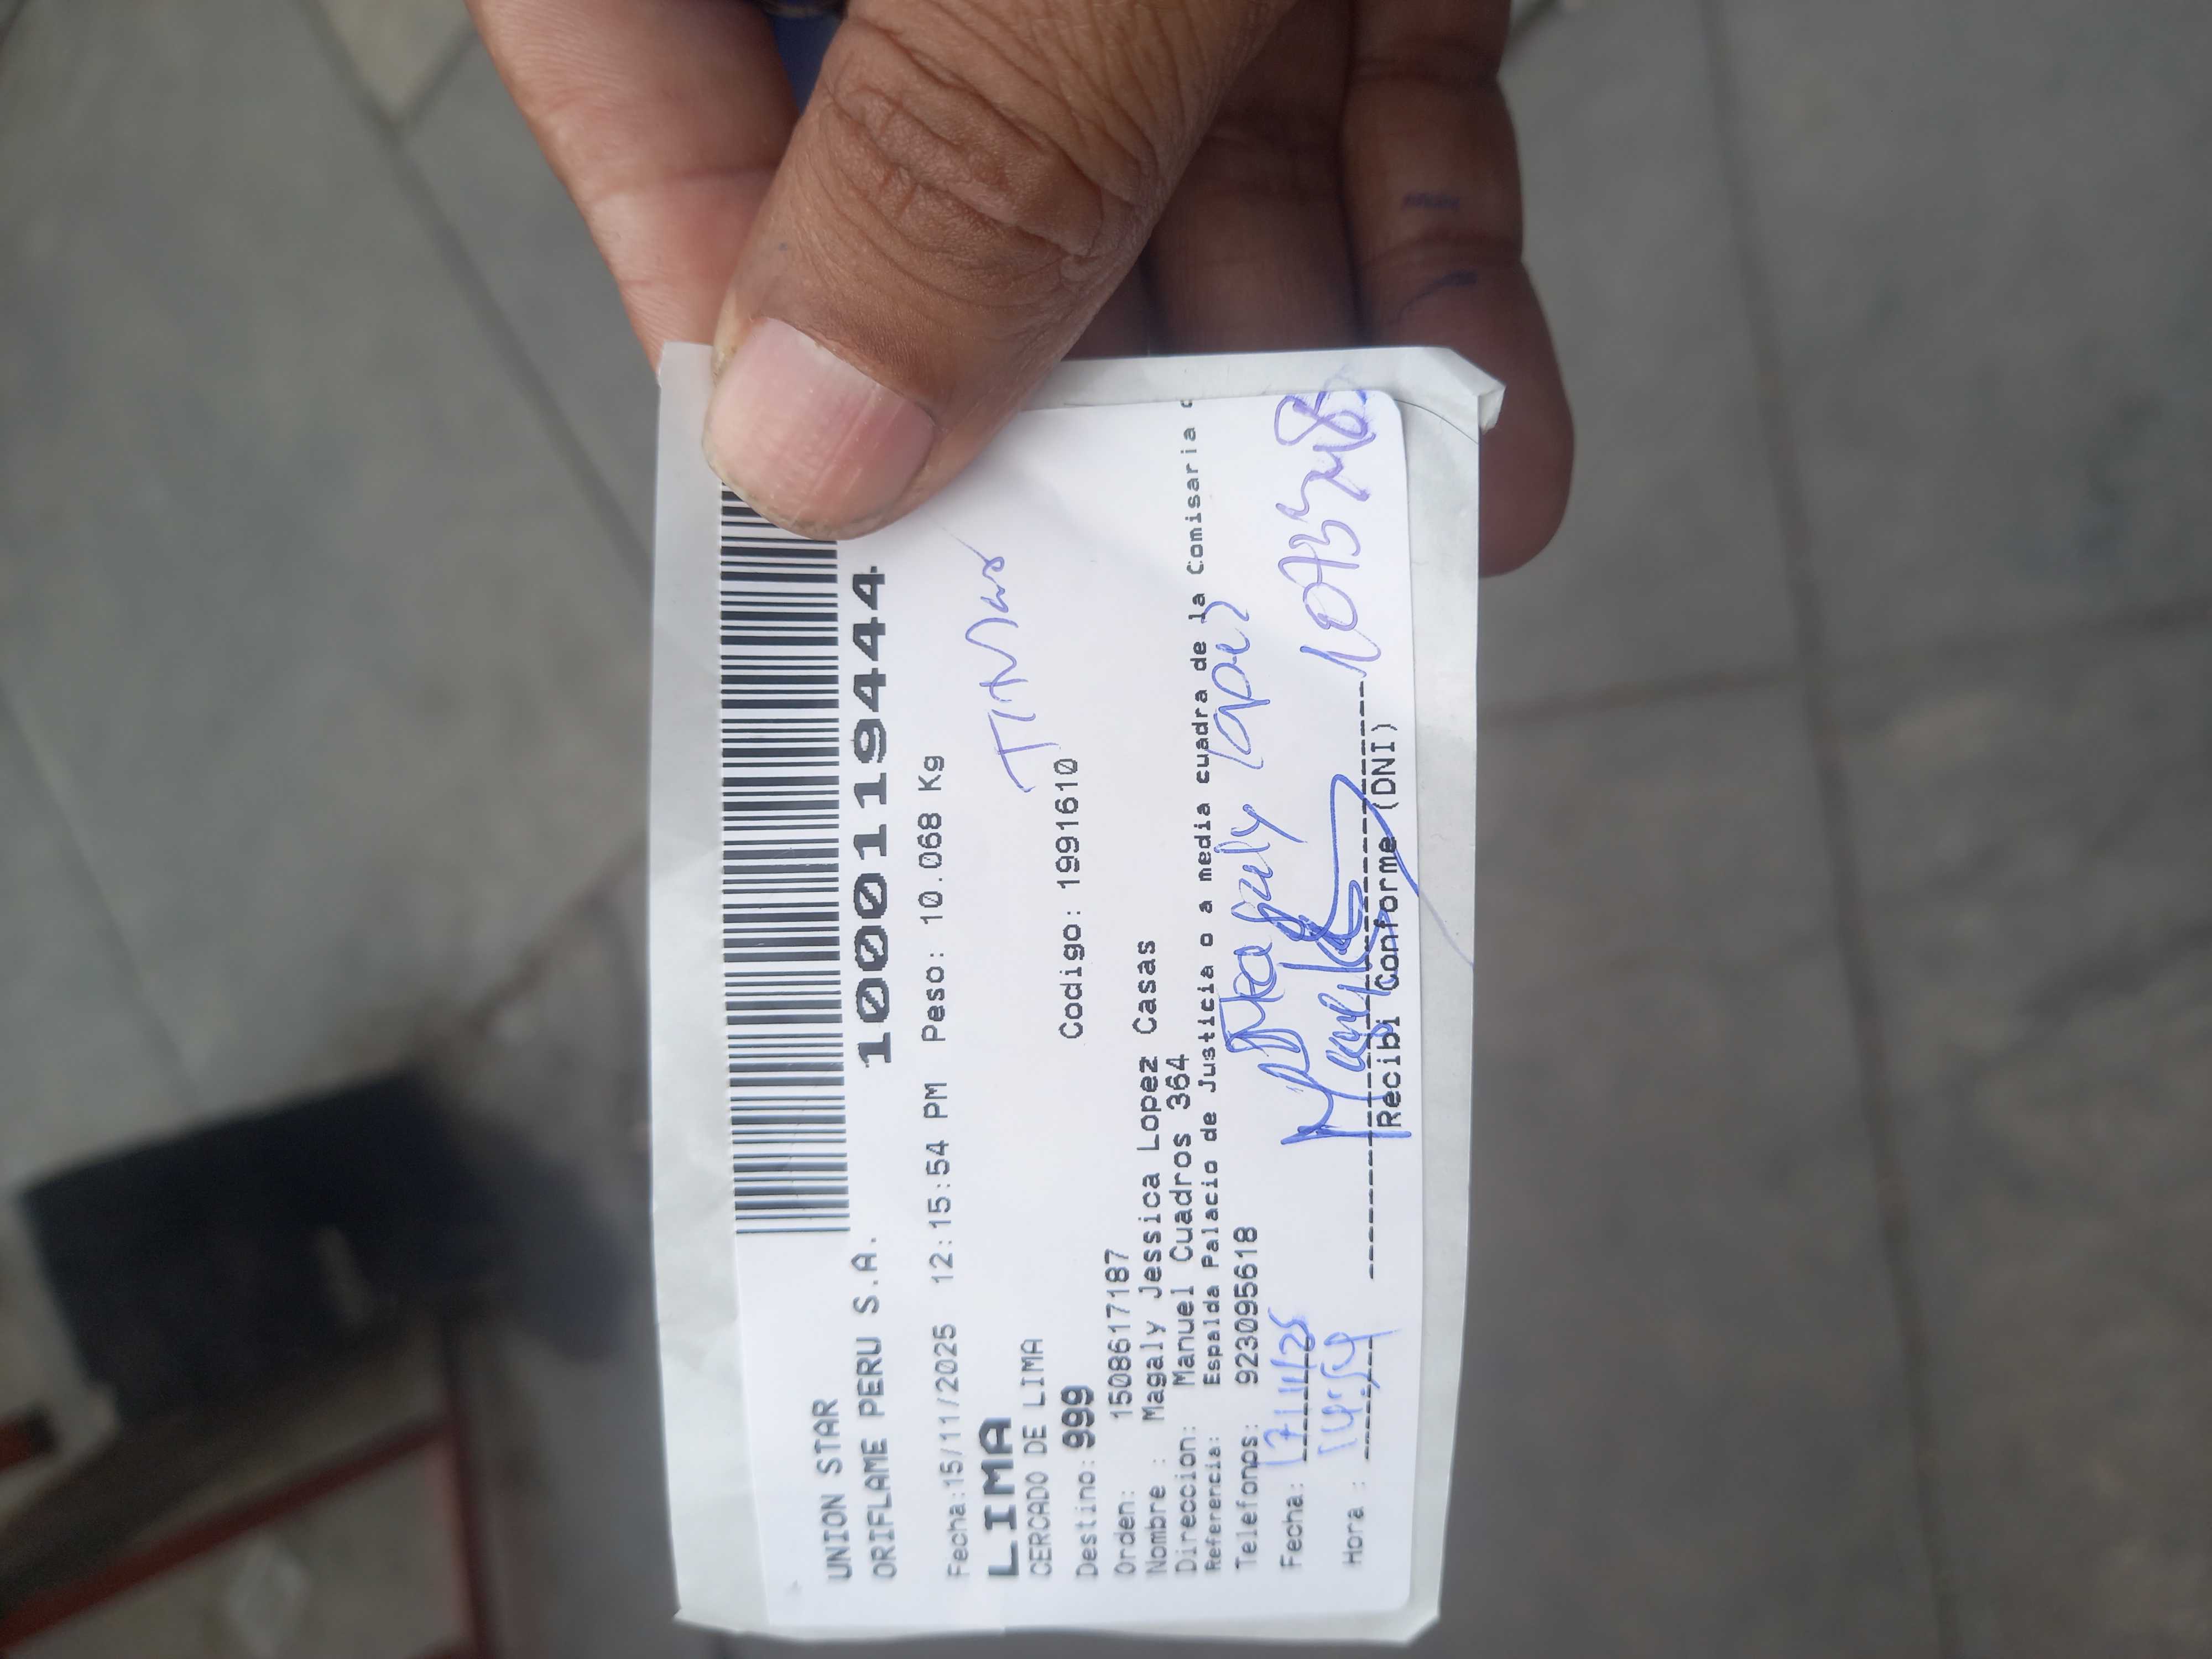 UNION STAR
ORIFLAME PERU S.A. 1000119444
Fecha:15/11/2025 12:15:54 PM Peso: 10.068 Kg
LIMA
CERCADO DE LIMA
Destino: 999 Codigo: 1991610
Orden: 1508617187
Nombre : Magaly Jessica Lopez Casas
Direccion: Manuel Cuadros 364
Referencia: Espalda Palacio de Justicia o a media cuadra de la Comisaria
Telefonos: 923095618
Magaly Lopez
Fecha: 17/11/25
Hora : 14:54
Recibi Conforme (DNI)